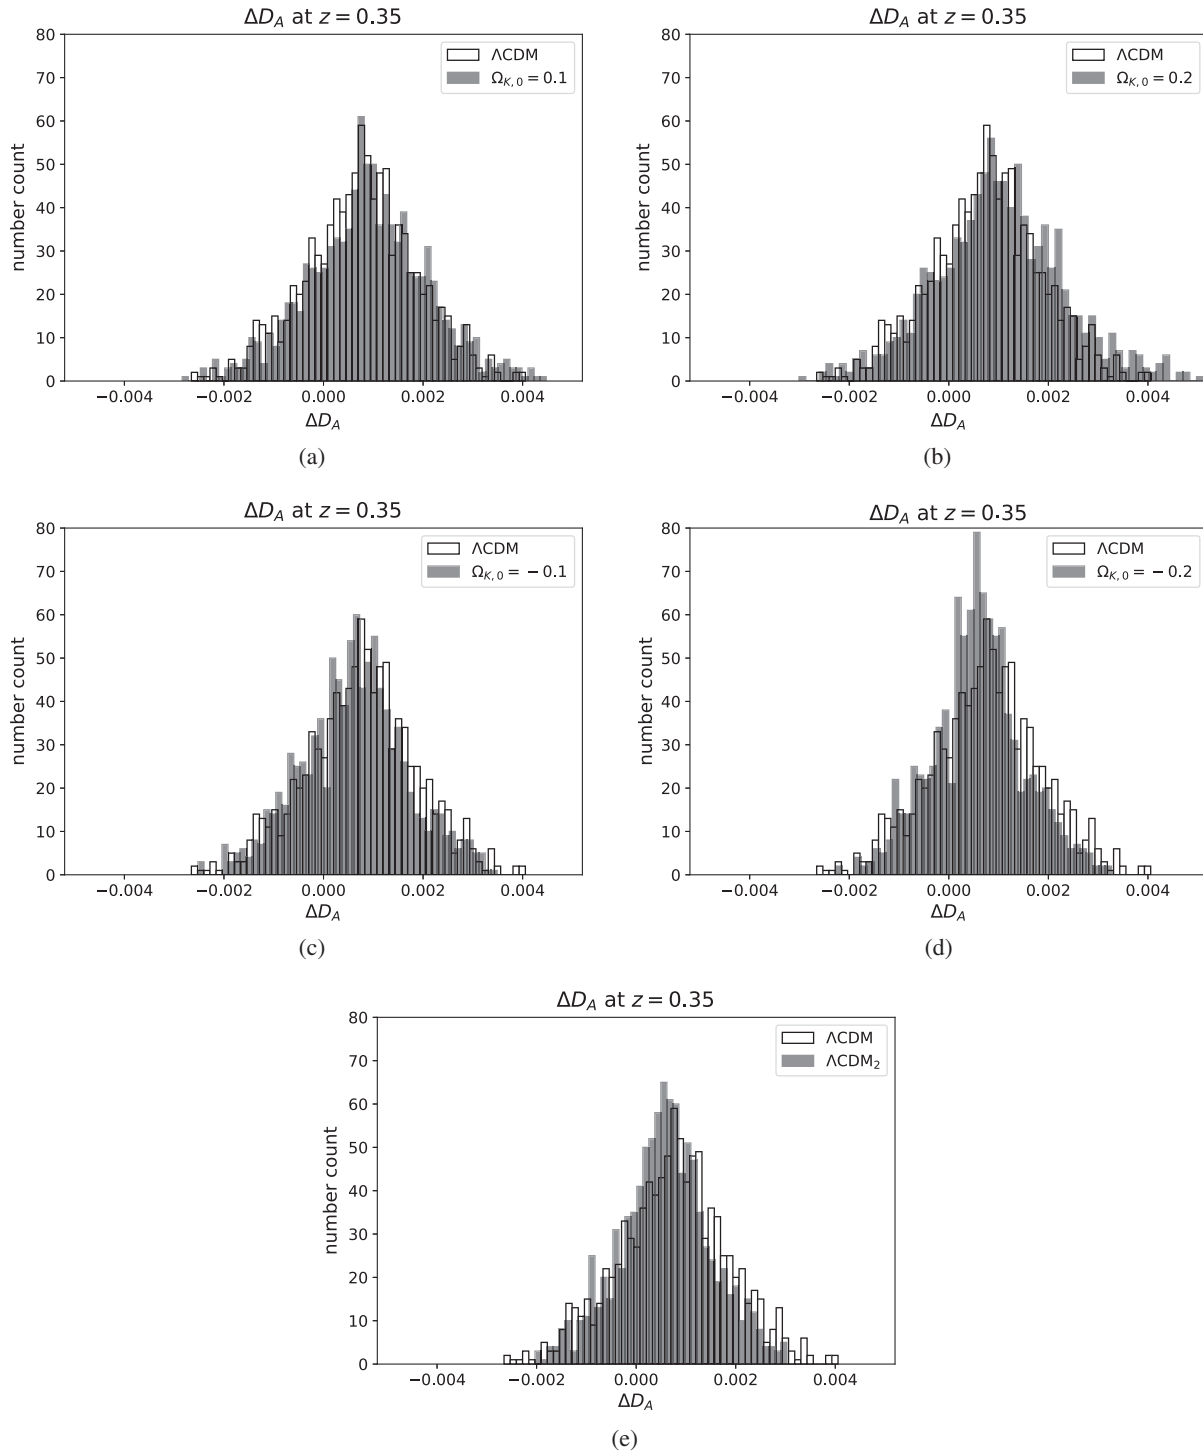 ΔD_A at z = 0.35
ΛCDM
Ω_{K,0} = 0.1
number count
80
70
60
50
40
30
20
10
0
−0.004 −0.002 0.000 0.002 0.004
ΔD_A
(a)
ΔD_A at z = 0.35
ΛCDM
Ω_{K,0} = 0.2
number count
80
70
60
50
40
30
20
10
0
−0.004 −0.002 0.000 0.002 0.004
ΔD_A
(b)
ΔD_A at z = 0.35
ΛCDM
Ω_{K,0} = −0.1
number count
80
70
60
50
40
30
20
10
0
−0.004 −0.002 0.000 0.002 0.004
ΔD_A
(c)
ΔD_A at z = 0.35
ΛCDM
Ω_{K,0} = −0.2
number count
80
70
60
50
40
30
20
10
0
−0.004 −0.002 0.000 0.002 0.004
ΔD_A
(d)
ΔD_A at z = 0.35
ΛCDM
ΛCDM₂
number count
80
70
60
50
40
30
20
10
0
−0.004 −0.002 0.000 0.002 0.004
ΔD_A
(e)